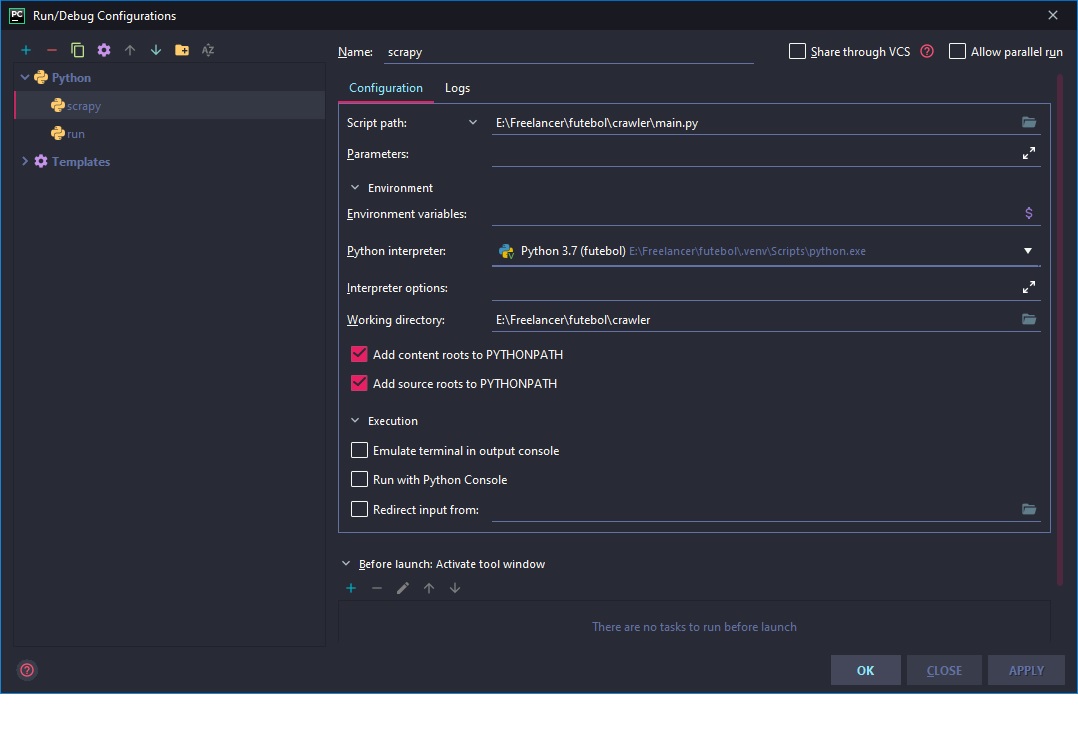 PC Run/Debug Configurations
Name: scrapy
Share through VCS
Allow parallel run
Python
scrapy
run
Templates
Configuration Logs
Script path: E:\Freelancer\futebol\crawler\main.py
Parameters:
Environment
Environment variables:
Python interpreter: Python 3.7 (futebol) E:\Freelancer\futebol\.venv\Scripts\python.exe
Interpreter options:
Working directory: E:\Freelancer\futebol\crawler
Add content roots to PYTHONPATH
Add source roots to PYTHONPATH
Execution
Emulate terminal in output console
Run with Python Console
Redirect input from:
Before launch: Activate tool window
There are no tasks to run before launch
OK CLOSE APPLY